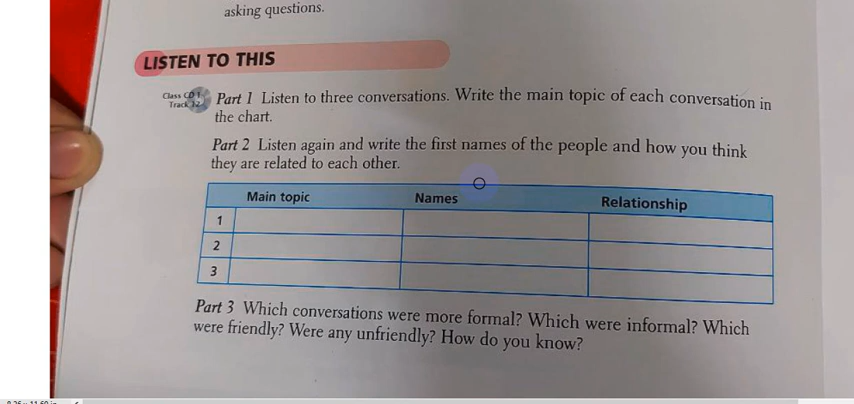 asking questions.
LISTEN TO THIS
Class CD 1 Part 1 Listen to three conversations. Write the main topic of each conversation in
Track 32 the chart.
Part 2 Listen again and write the first names of the people and how you think
they are related to each other.
Main topic Names Relationship
1
2
3
Part 3 Which conversations were more formal? Which were informal? Which
were friendly? Were any unfriendly? How do you know?